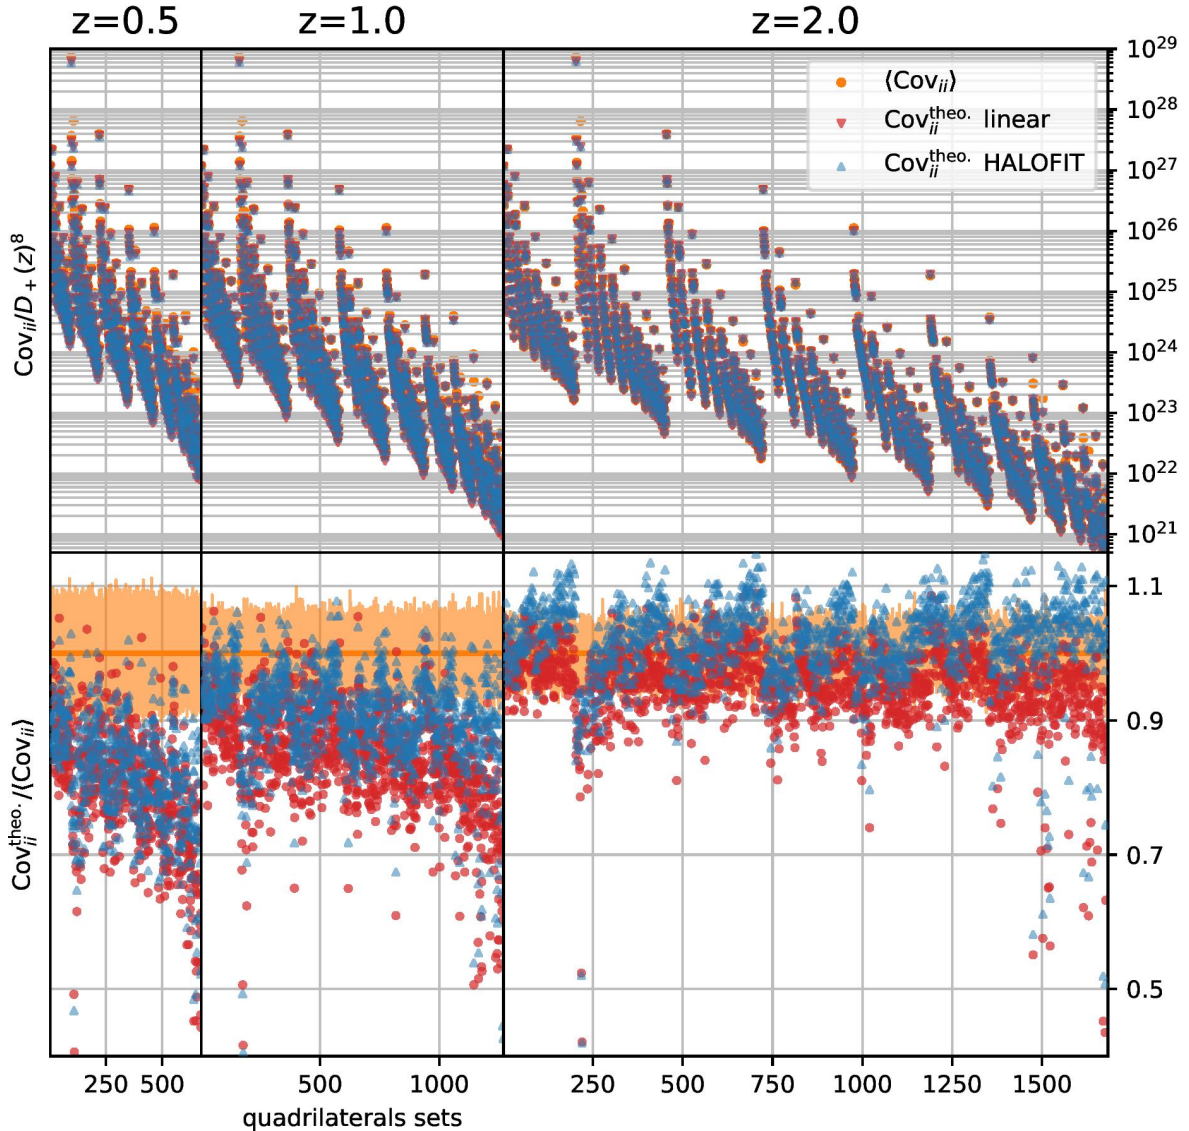 z=0.5 z=1.0 z=2.0
⟨Cov_ii⟩
Cov_ii^theo. linear
Cov_ii^theo. HALOFIT
Cov_ii/D_+(z)^8
10^29
10^28
10^27
10^26
10^25
10^24
10^23
10^22
10^21
Cov_ii^theo./⟨Cov_ii⟩
1.1
0.9
0.7
0.5
250 500 500 1000 250 500 750 1000 1250 1500
quadrilaterals sets